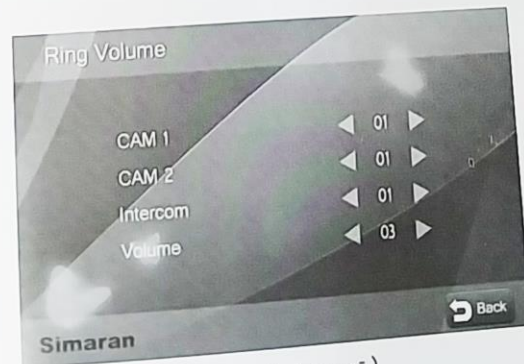 Ring Volume
CAM 1 01
CAM 2 01
Intercom 01
Volume 03
Back
Simaran